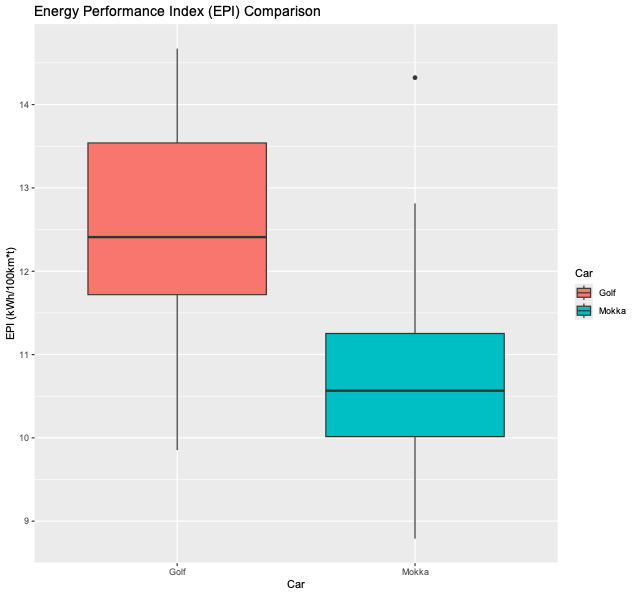 Energy Performance Index (EPI) Comparison
EPI (kWh/100km*t)
14
13
12
11
10
9
Golf
Mokka
Car
Car
Golf
Mokka